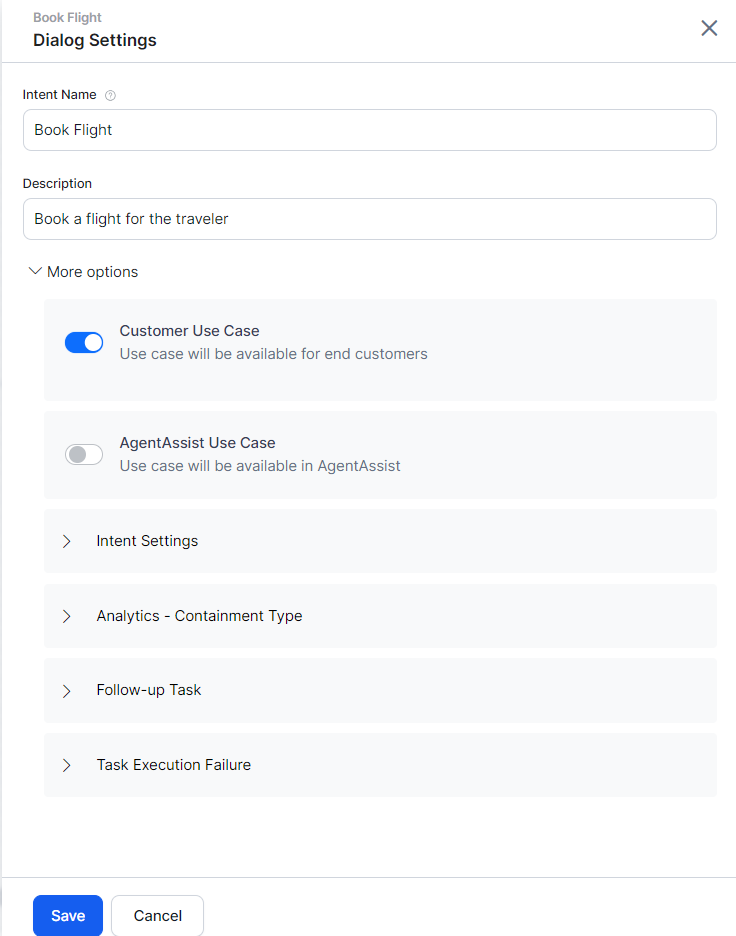 Book Flight
Dialog Settings
Intent Name
Book Flight
Description
Book a flight for the traveler
More options
Customer Use Case
Use case will be available for end customers
AgentAssist Use Case
Use case will be available in AgentAssist
Intent Settings
Analytics - Containment Type
Follow-up Task
Task Execution Failure
Save Cancel